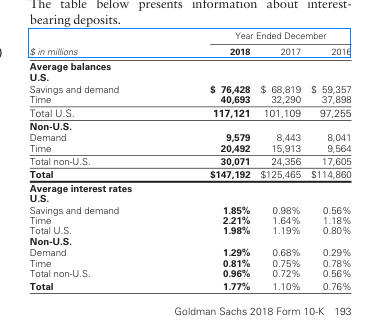 The table below presents information about interest-
bearing deposits.
Year Ended December
$ in millions 2018 2017 2016
Average balances
U.S.
Savings and demand $ 76,428 $ 68,819 $ 59,357
Time 40,693 32,290 37,898
Total U.S. 117,121 101,109 97,255
Non-U.S.
Demand 9,579 8,443 8,041
Time 20,492 15,913 9,564
Total non-U.S. 30,071 24,356 17,605
Total $147,192 $125,465 $114,860
Average interest rates
U.S.
Savings and demand 1.85% 0.98% 0.56%
Time 2.21% 1.64% 1.18%
Total U.S. 1.98% 1.19% 0.80%
Non-U.S.
Demand 1.29% 0.68% 0.29%
Time 0.81% 0.75% 0.78%
Total non-U.S. 0.96% 0.72% 0.56%
Total 1.77% 1.10% 0.76%
Goldman Sachs 2018 Form 10-K 193